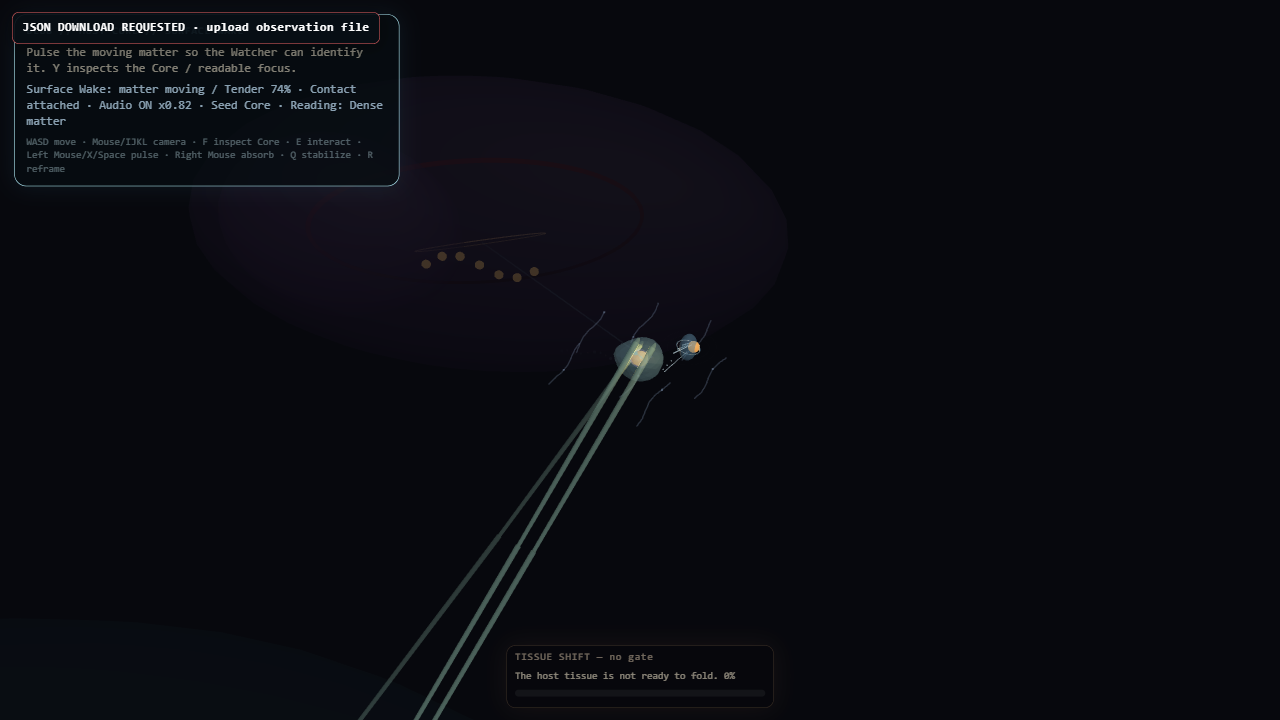 JSON DOWNLOAD REQUESTED · upload observation file
Pulse the moving matter so the Watcher can identify
it. Y inspects the Core / readable focus.
Surface Wake: matter moving / Tender 74% · Contact
attached · Audio ON x0.82 · Seed Core · Reading: Dense
matter
WASD move · Mouse/IJKL camera · F inspect Core · E interact ·
Left Mouse/X/Space pulse · Right Mouse absorb · Q stabilize · R
reframe
TISSUE SHIFT — no gate
The host tissue is not ready to fold. 0%